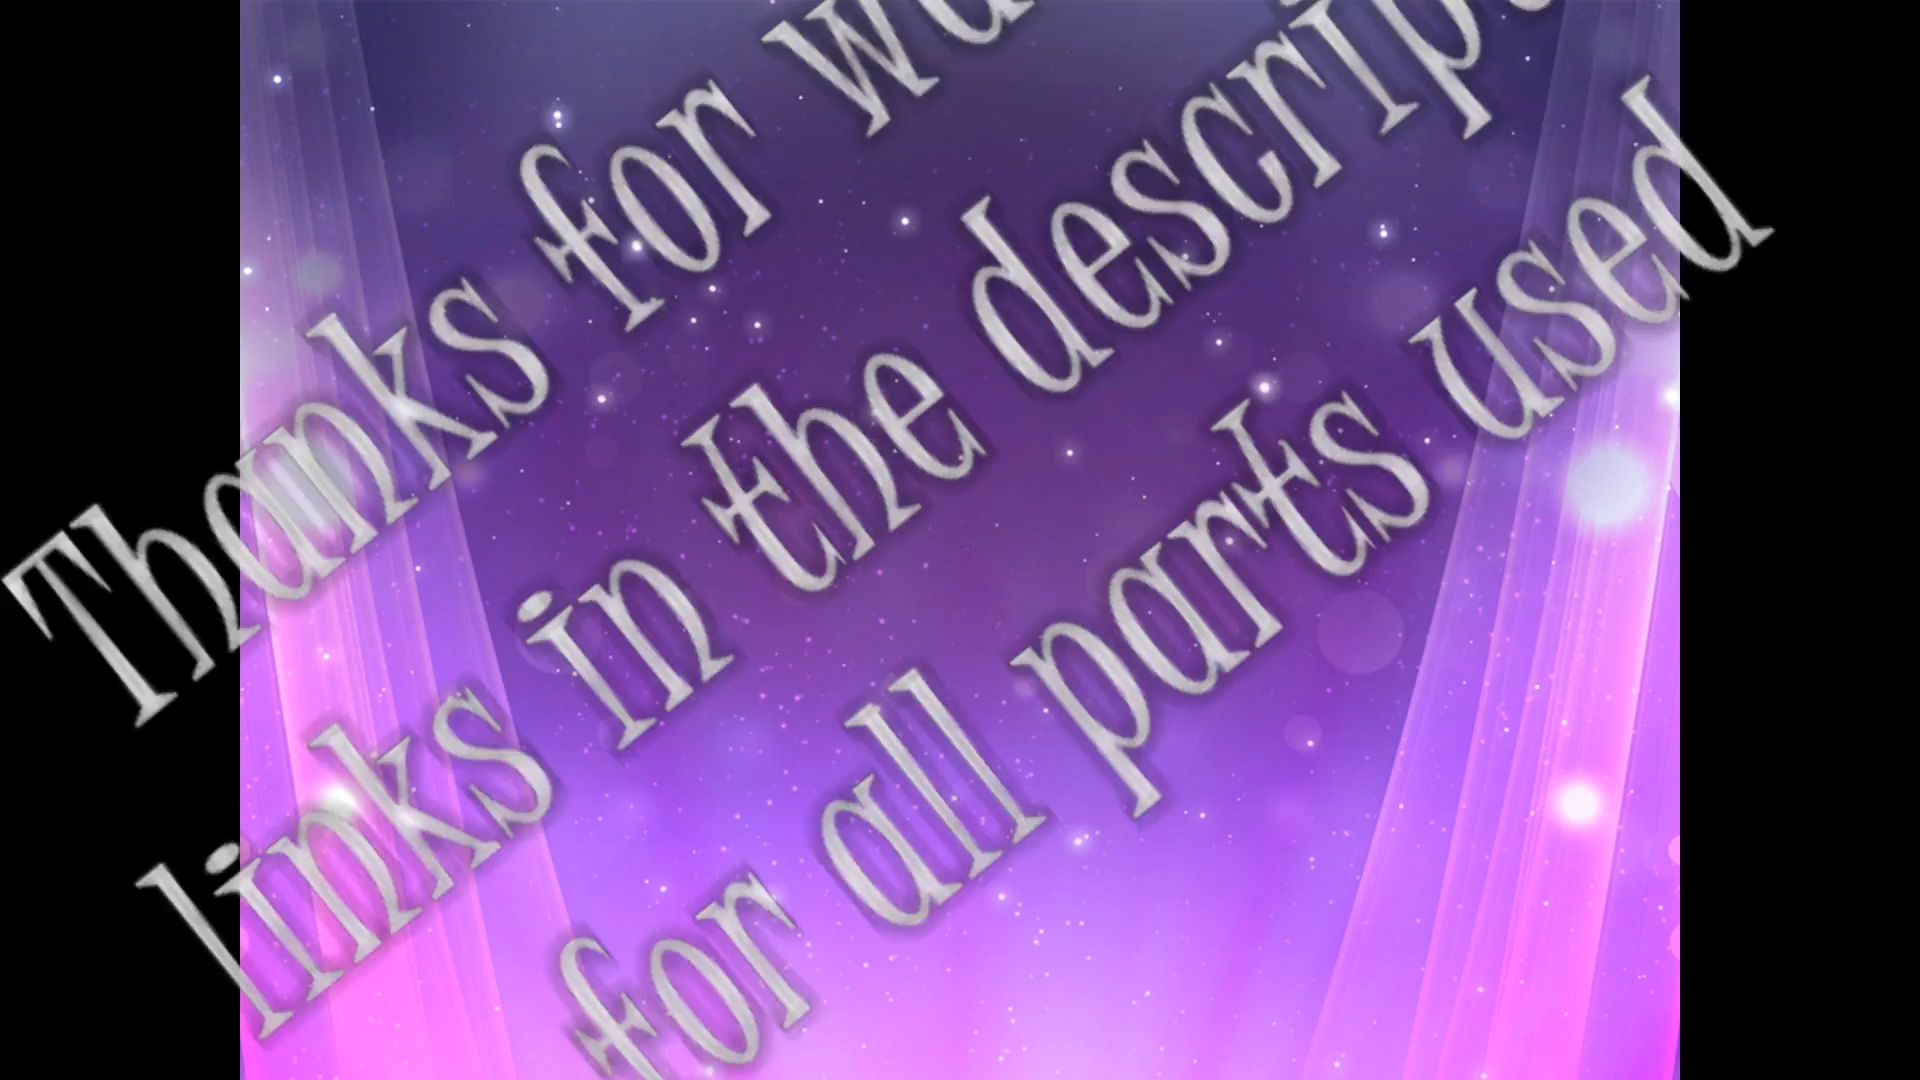 Thanks for
links in the
for all parts used